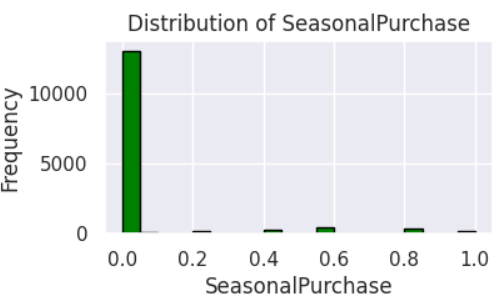 Distribution of SeasonalPurchase
Frequency
10000
5000
0
0.0 0.2 0.4 0.6 0.8 1.0
SeasonalPurchase